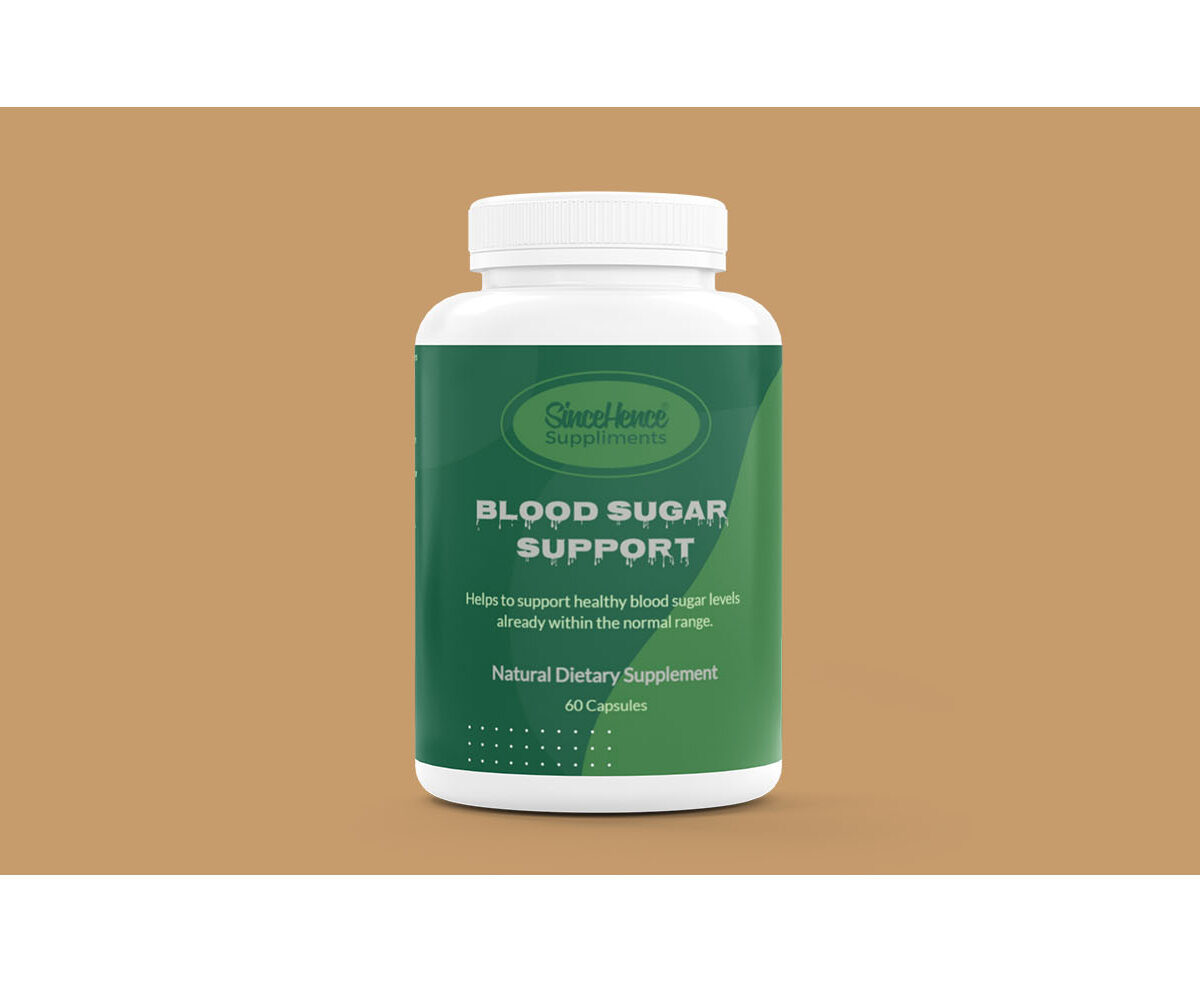 SinceHence®
Suppliments
BLOOD SUGAR
SUPPORT
Helps to support healthy blood sugar levels
already within the normal range.
Natural Dietary Supplement
60 Capsules